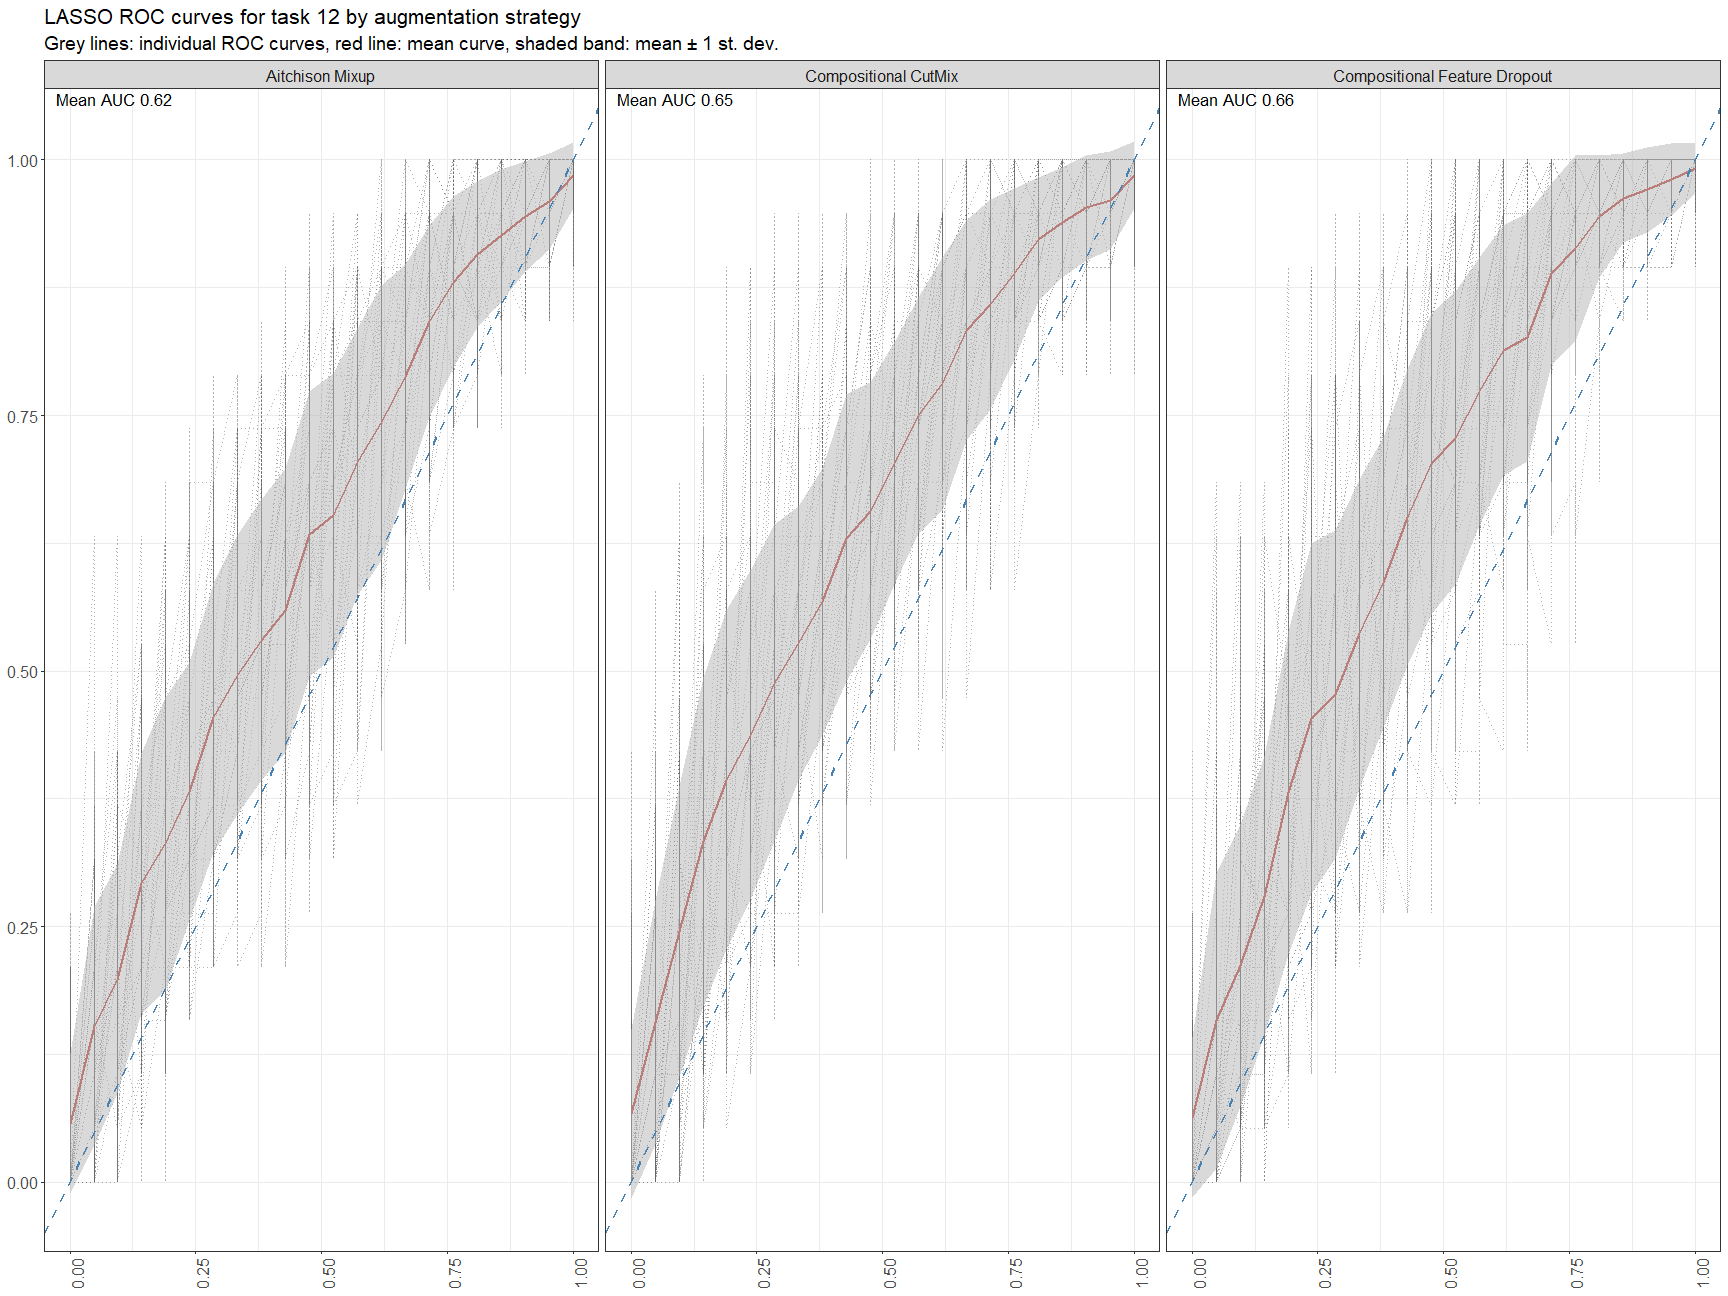 LASSO ROC curves for task 12 by augmentation strategy
Grey lines: individual ROC curves, red line: mean curve, shaded band: mean ± 1 st. dev.
Aitchison Mixup
Compositional CutMix
Compositional Feature Dropout
Mean AUC 0.62
Mean AUC 0.65
Mean AUC 0.66
1.00
0.75
0.50
0.25
0.00
0.00
0.25
0.50
0.75
1.00
0.00
0.25
0.50
0.75
1.00
0.00
0.25
0.50
0.75
1.00